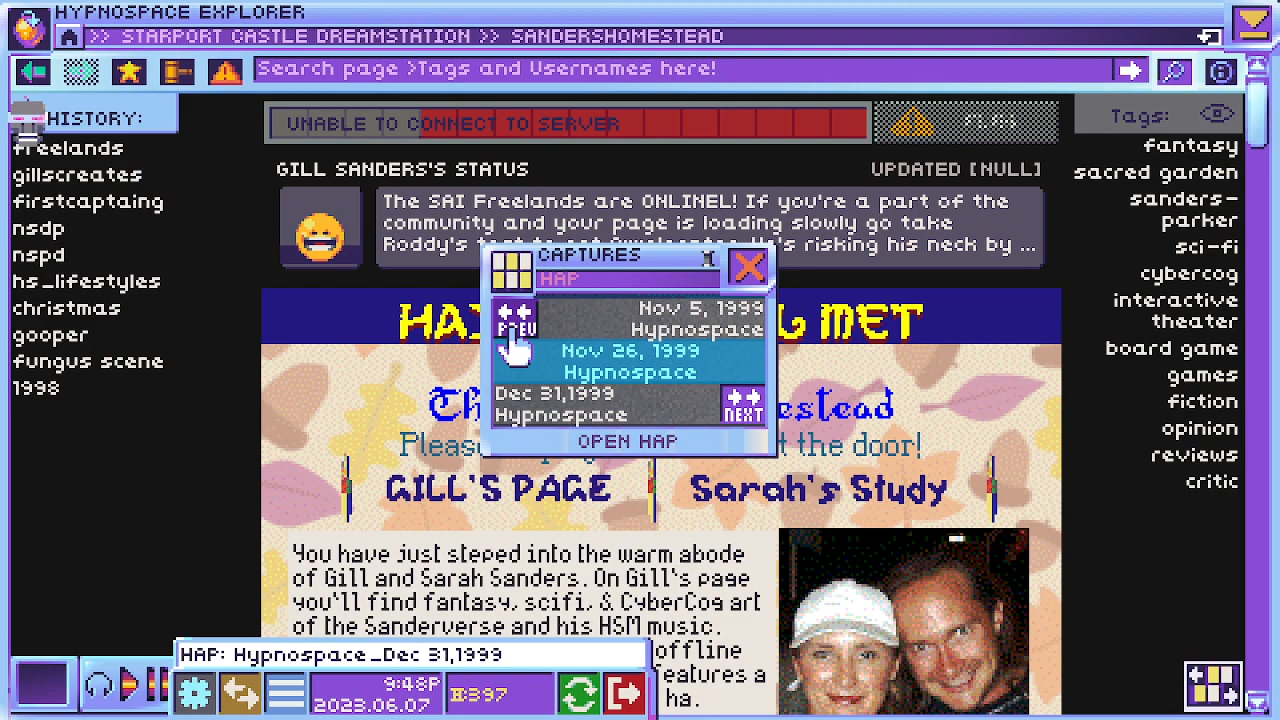 HYPNOSPACE EXPLORER
>> STARPORT CASTLE DREAMSTATION >> SANDERSHOMESTEAD
Search page >Tags and Usernames here!
HISTORY:
freelands
gillscreates
firstcaptaing
nsdp
nspd
hs_lifestyles
christmas
gooper
fungus scene
1998
UNABLE TO CONNECT TO SERVER
GILL SANDERS'S STATUS
UPDATED [NULL]
The SAI Freelands are ONLINE! If you're a part of the
community and your page is loading slowly go take
Roddy's
risking his neck by ...
CAPTURES
HAP
PREV
Nov 5, 1999
Hypnospace
Nov 26, 1999
Hypnospace
Dec 31,1999
Hypnospace
NEXT
OPEN HAP
MET
the door!
GILL'S PAGE
Sarah's Study
You have just steped into the warm abode
of Gill and Sarah Sanders. On Gill's page
you'll find fantasy, scifi, & CyberCog art
of the Sanderverse and his HSM music.
offline
features a
ha.
Tags:
fantasy
sacred garden
sanders-
parker
sci-fi
cybercog
interactive
theater
board game
games
fiction
opinion
reviews
critic
HAP: Hypnospace_Dec 31,1999
9:48P
2023.06.07
397